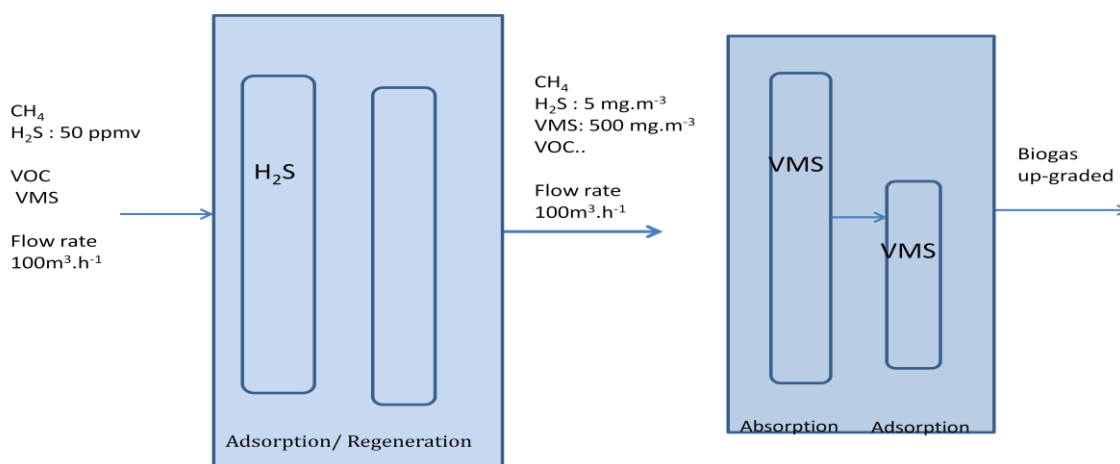 CH₄
H₂S : 50 ppmv
VOC
VMS
Flow rate
100m³.h⁻¹
H₂S
Adsorption/ Regeneration
CH₄
H₂S : 5 mg.m⁻³
VMS: 500 mg.m⁻³
VOC..
Flow rate
100m³.h⁻¹
VMS
VMS
Absorption
Adsorption
Biogas
up-graded